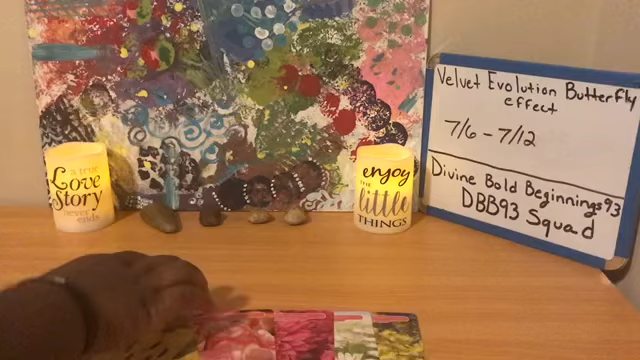 a true
Love
Story
never
ends
enjoy
THE
little
THINGS
Velvet Evolution Butterfly
effect
7/6 - 7/12
Divine Bold Beginnings93
DBB93 Squad